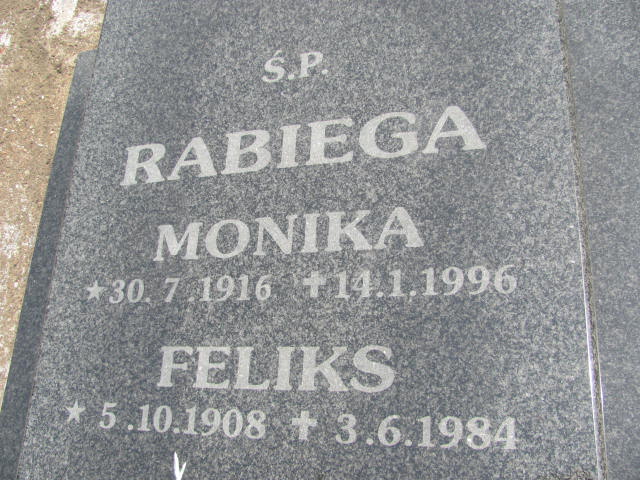 Ś.P.
RABIEGA
MONIKA
★30.7.1916 ✝14.1.1996
FELIKS
★ 5.10.1908 ✝ 3.6.1984